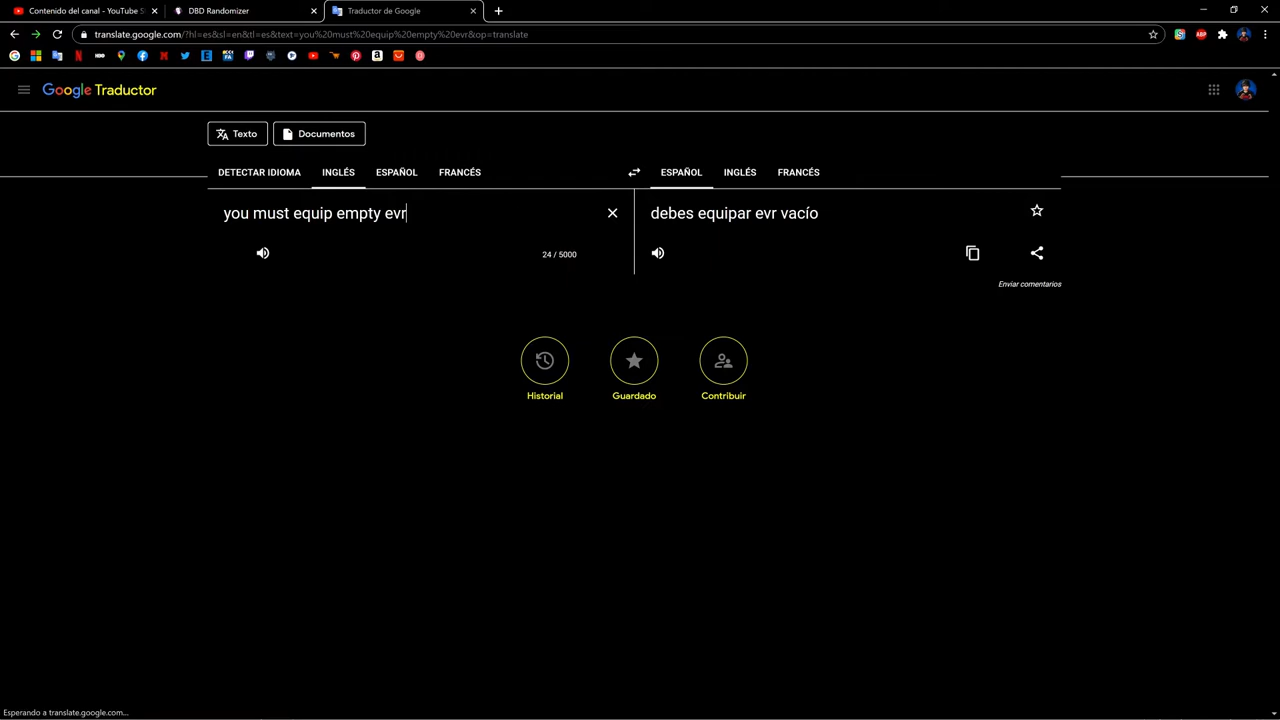 Contenido del canal - YouTube S
DBD Randomizer
Traductor de Google
translate.google.com/?hl=es&sl=en&tl=es&text=you%20must%20equip%20empty%20evr&op=translate
Google Traductor
Texto
Documentos
DETECTAR IDIOMA
INGLÉS
ESPAÑOL
FRANCÉS
ESPAÑOL
INGLÉS
FRANCÉS
you must equip empty evr
debes equipar evr vacío
24 / 5000
Enviar comentarios
Historial
Guardado
Contribuir
Esperando a translate.google.com...